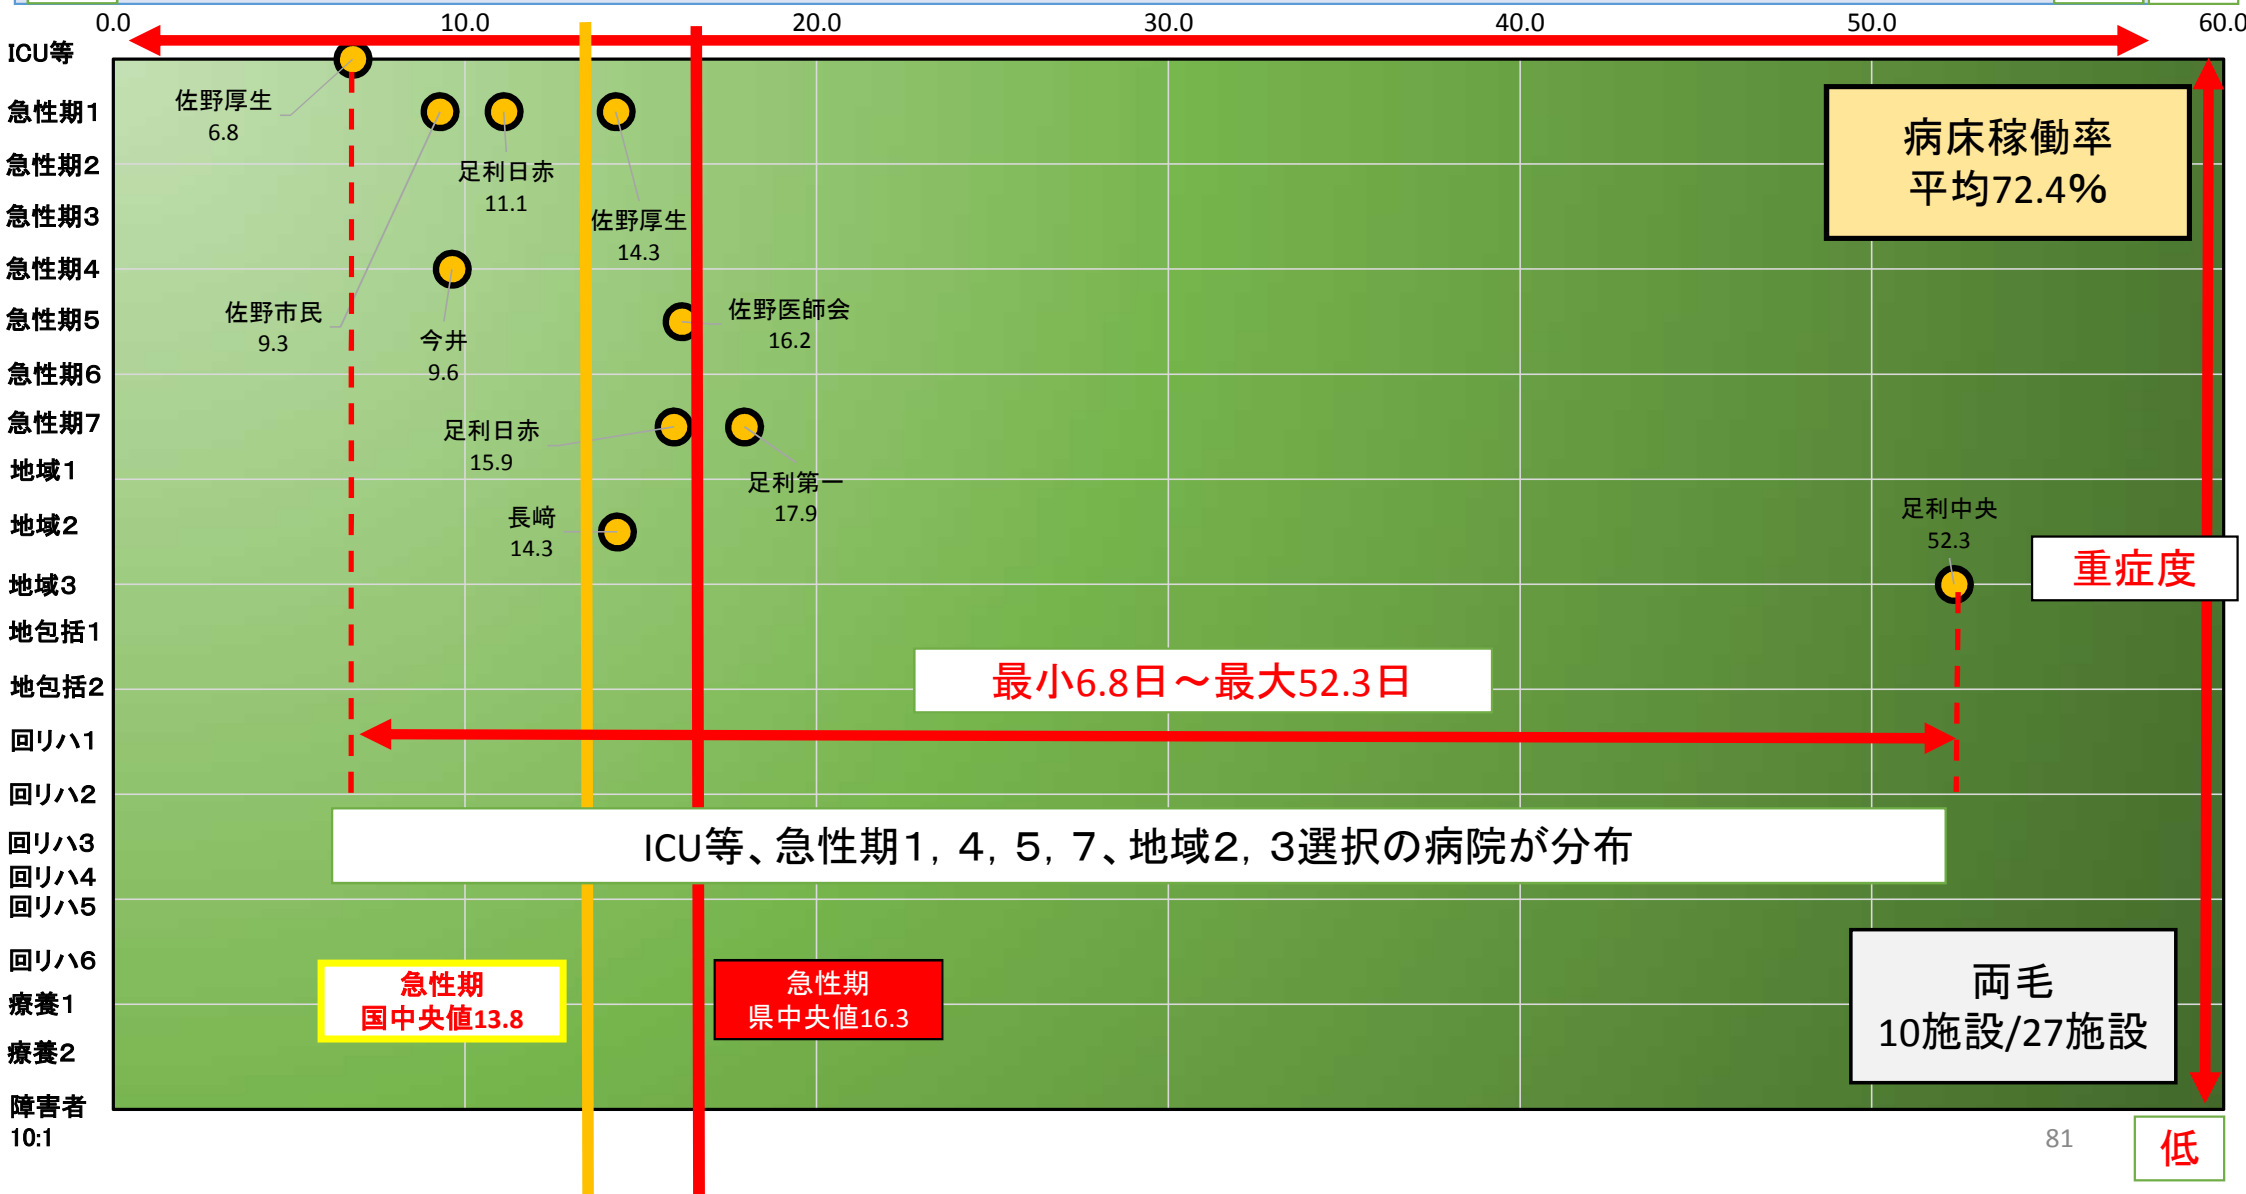 0.0
10.0
20.0
30.0
40.0
50.0
60.0
ICU等
急性期1
急性期2
急性期3
急性期4
急性期5
急性期6
急性期7
地域1
地域2
地域3
地包括1
地包括2
回リハ1
回リハ2
回リハ3
回リハ4
回リハ5
回リハ6
療養1
療養2
障害者
10:1
佐野厚生
6.8
足利日赤
11.1
佐野厚生
14.3
佐野市民
9.3
今井
9.6
佐野医師会
16.2
足利日赤
15.9
足利第一
17.9
長﨑
14.3
足利中央
52.3
病床稼働率
平均72.4%
重症度
最小6.8日～最大52.3日
ICU等、急性期1，4，5，7、地域2，3選択の病院が分布
急性期
国中央値13.8
急性期
県中央値16.3
両毛
10施設/27施設
81
低